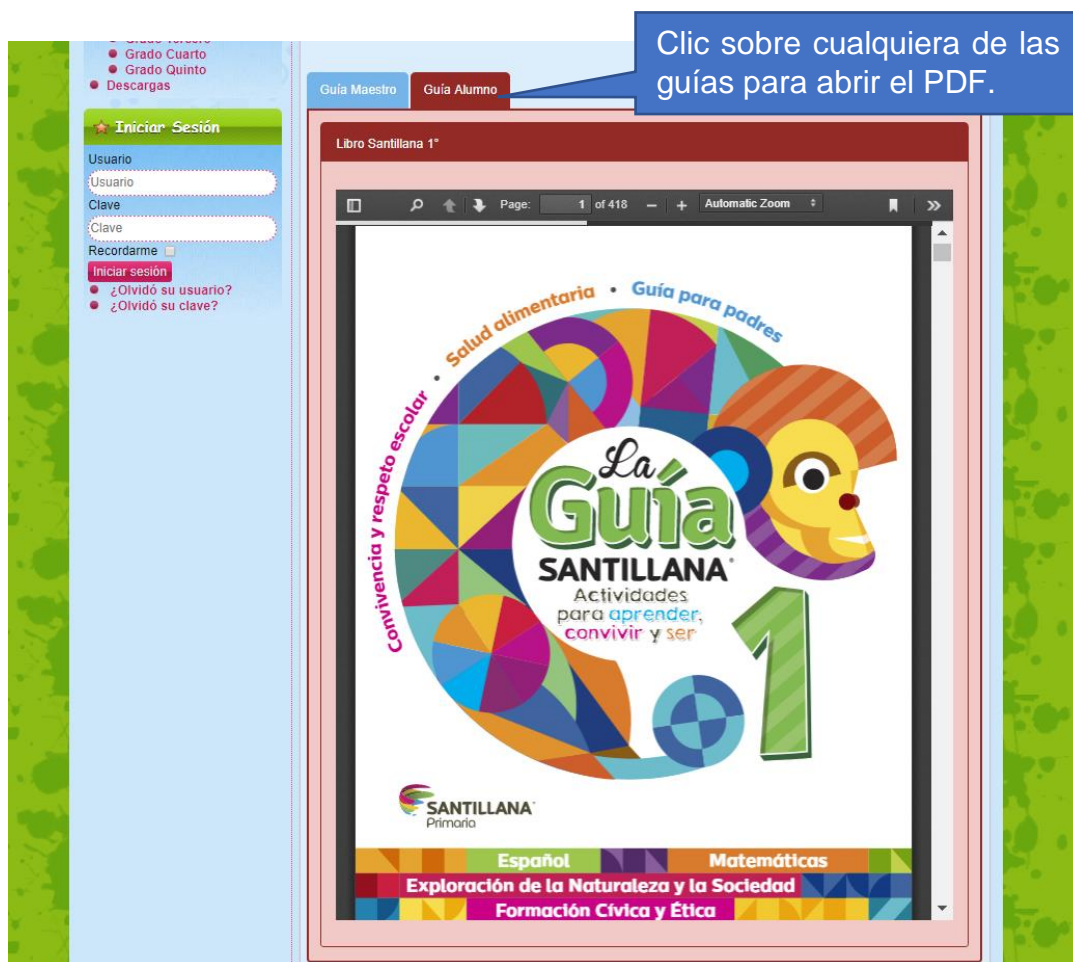 Clic sobre cualquiera de las
guías para abrir el PDF.
Grado Cuarto
Grado Quinto
Descargas
Iniciar Sesión
Usuario
Usuario
Clave
Clave
Recordarme
Iniciar sesión
¿Olvidó su usuario?
¿Olvidó su clave?
Guía Maestro
Guía Alumno
Libro Santillana 1°
Page: 1 of 418
Automatic Zoom
Convivencia y respeto escolar • Salud alimentaria • Guía para padres
La
Guía
SANTILLANA®
Actividades
para aprender,
convivir y ser
1
SANTILLANA
Primaria
Español
Matemáticas
Exploración de la Naturaleza y la Sociedad
Formación Cívica y Ética